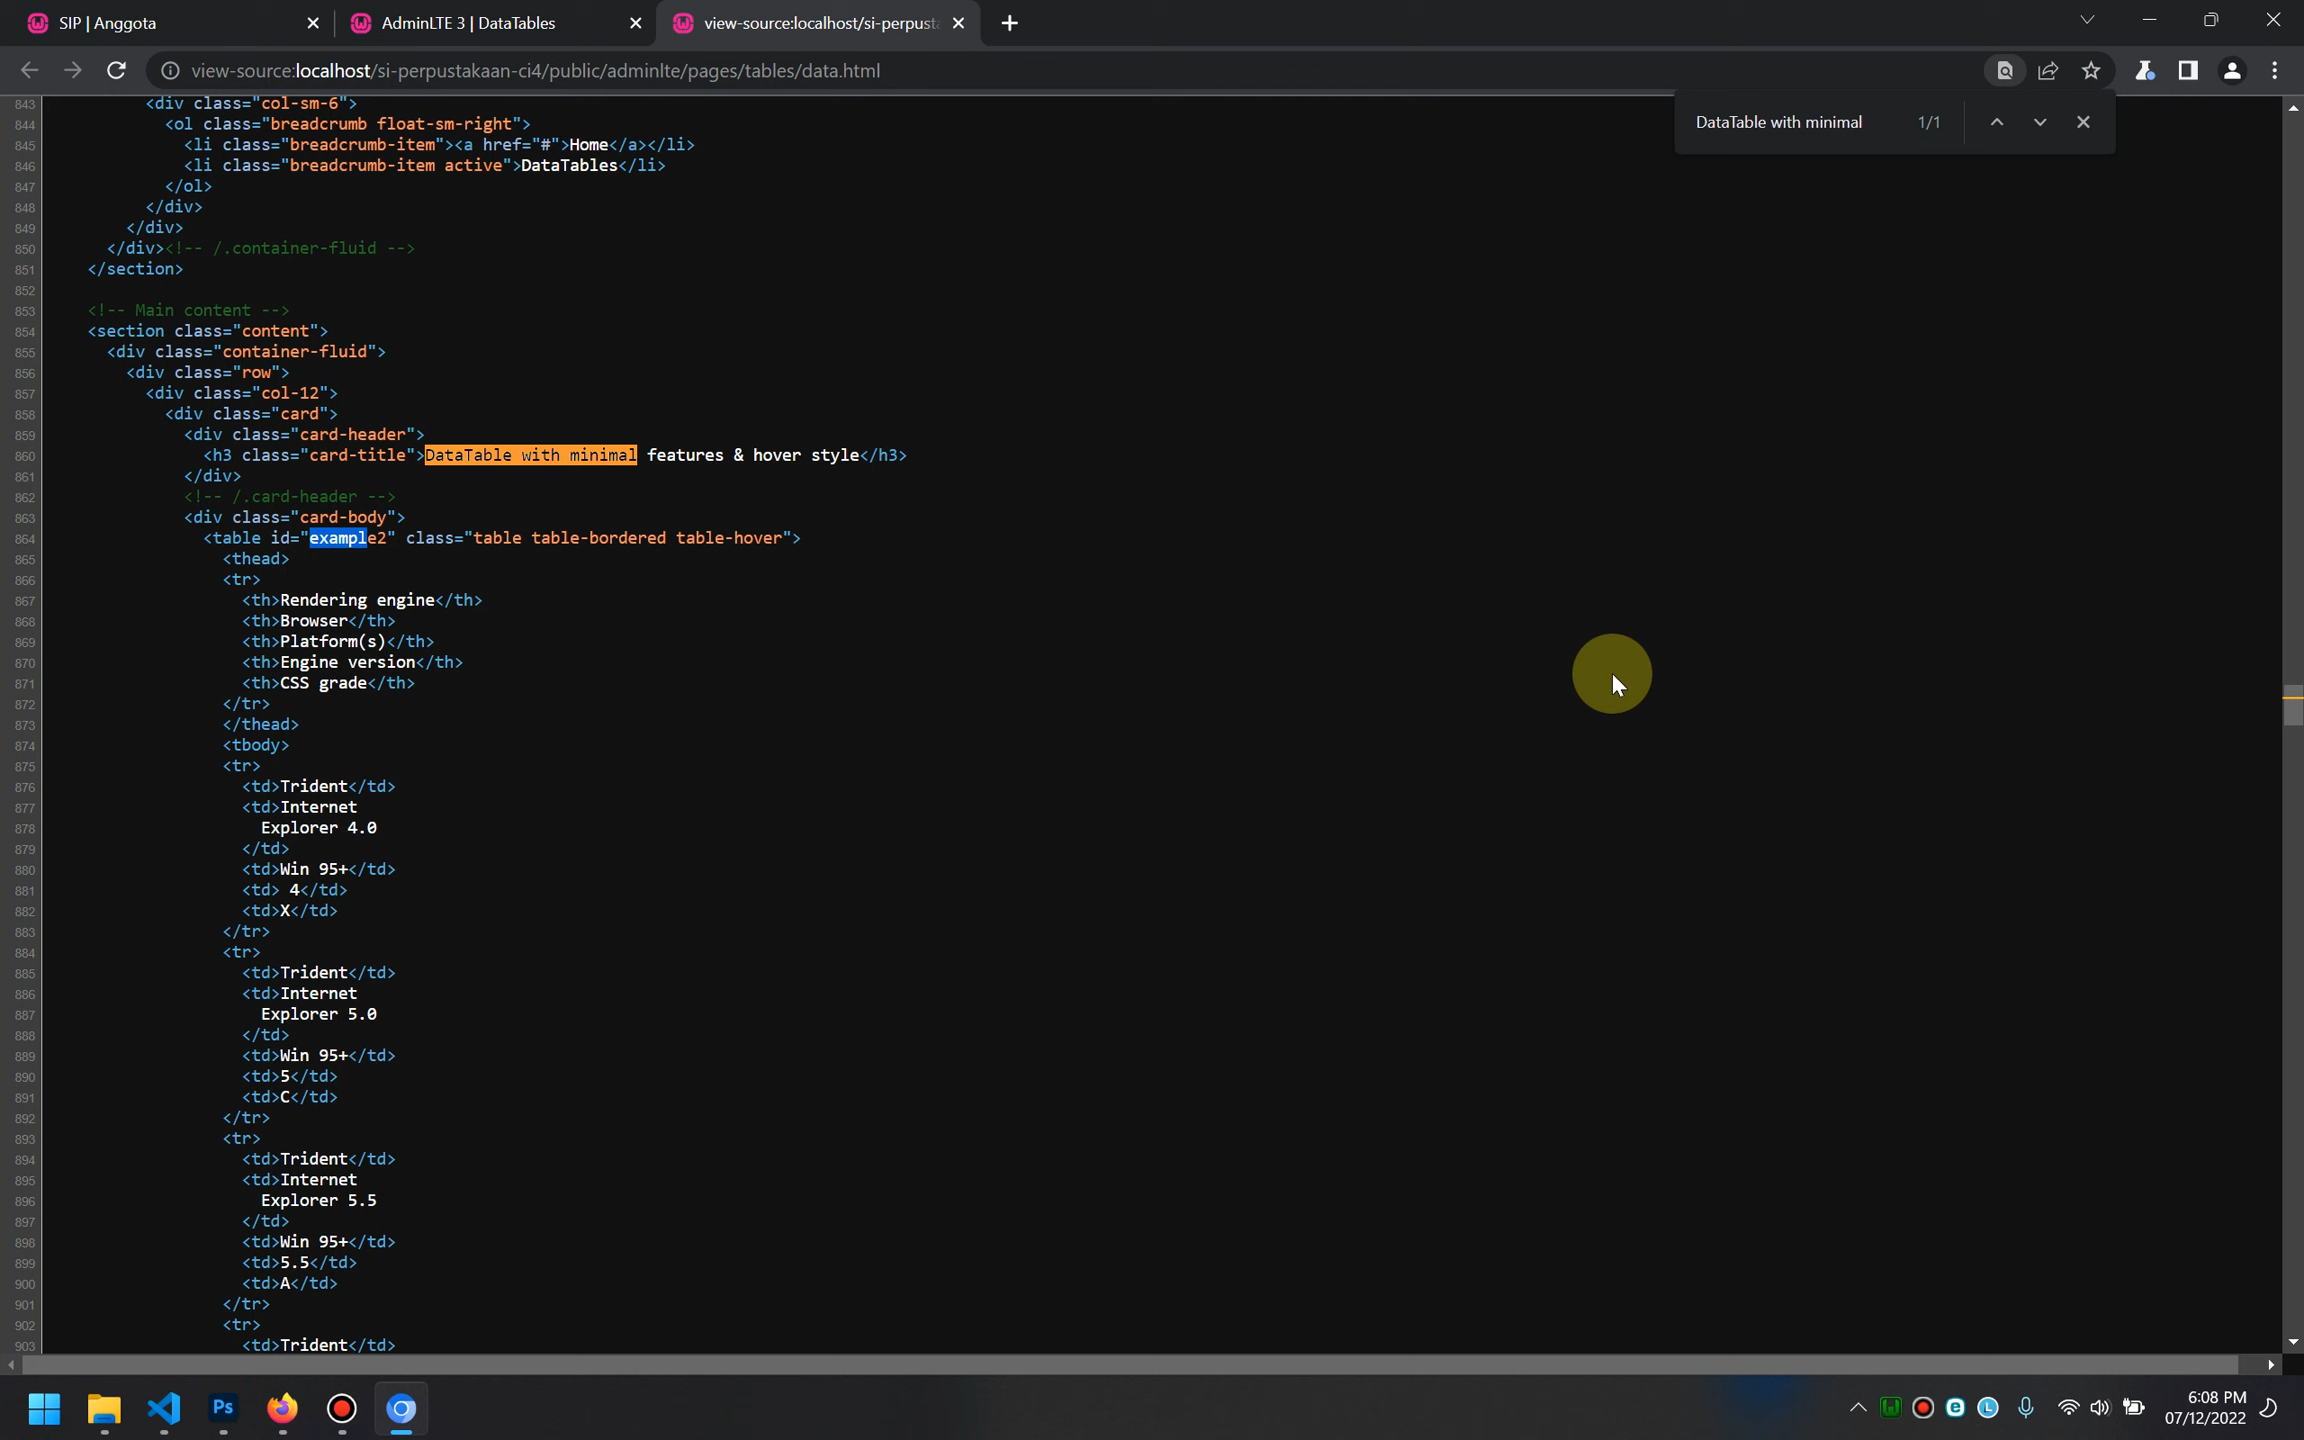 SIP | Anggota
AdminLTE 3 | DataTables
view-source:localhost/si-perpusta
view-source:localhost/si-perpustakaan-ci4/public/adminlte/pages/tables/data.html
DataTable with minimal 1/1
843 <div class="col-sm-6">
844 <ol class="breadcrumb float-sm-right">
845 <li class="breadcrumb-item"><a href="#">Home</a></li>
846 <li class="breadcrumb-item active">DataTables</li>
847 </ol>
848 </div>
849 </div>
850 </div><!-- /.container-fluid -->
851 </section>
852
853 <!-- Main content -->
854 <section class="content">
855 <div class="container-fluid">
856 <div class="row">
857 <div class="col-12">
858 <div class="card">
859 <div class="card-header">
860 <h3 class="card-title">DataTable with minimal features & hover style</h3>
861 </div>
862 <!-- /.card-header -->
863 <div class="card-body">
864 <table id="example2" class="table table-bordered table-hover">
865 <thead>
866 <tr>
867 <th>Rendering engine</th>
868 <th>Browser</th>
869 <th>Platform(s)</th>
870 <th>Engine version</th>
871 <th>CSS grade</th>
872 </tr>
873 </thead>
874 <tbody>
875 <tr>
876 <td>Trident</td>
877 <td>Internet
878 Explorer 4.0
879 </td>
880 <td>Win 95+</td>
881 <td> 4</td>
882 <td>X</td>
883 </tr>
884 <tr>
885 <td>Trident</td>
886 <td>Internet
887 Explorer 5.0
888 </td>
889 <td>Win 95+</td>
890 <td>5</td>
891 <td>C</td>
892 </tr>
893 <tr>
894 <td>Trident</td>
895 <td>Internet
896 Explorer 5.5
897 </td>
898 <td>Win 95+</td>
899 <td>5.5</td>
900 <td>A</td>
901 </tr>
902 <tr>
903 <td>Trident</td>
Ps
6:08 PM
07/12/2022